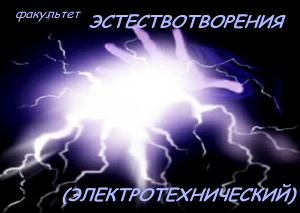 факультет
ЭСТЕСТВОТВОРЕНИЯ
(ЭЛЕКТРОТЕХНИЧЕСКИЙ)